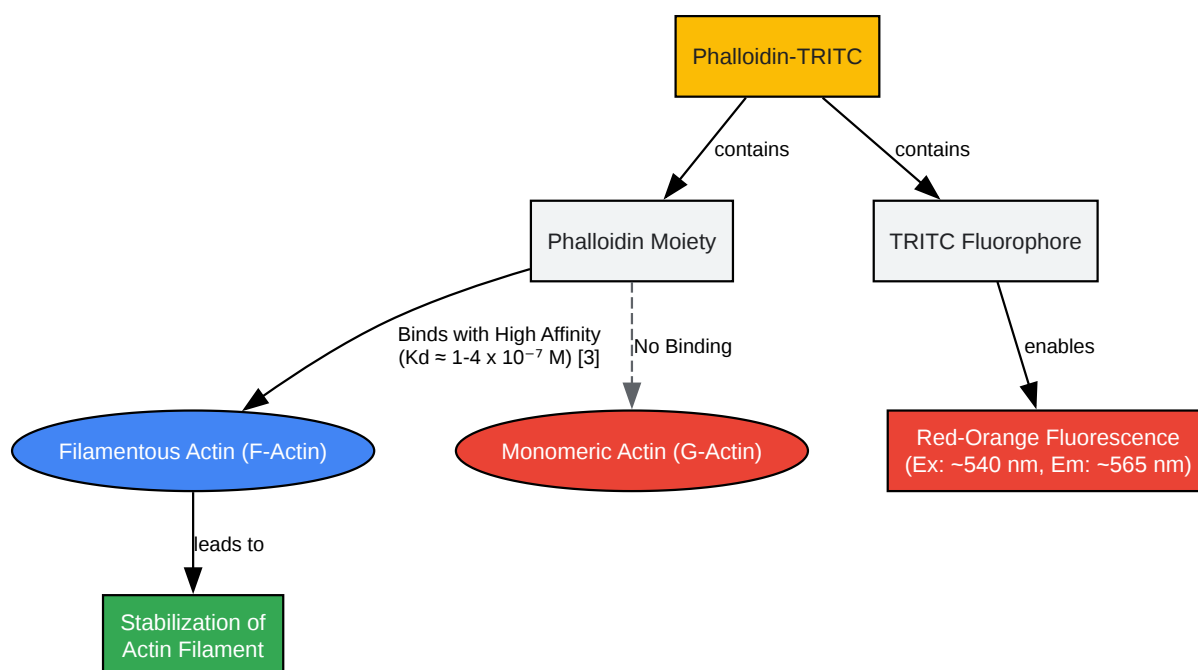 Phalloidin-TRITC
contains
contains
Phalloidin Moiety
TRITC Fluorophore
Binds with High Affinity
(Kd ≈ 1-4 x 10⁻⁷ M) [3]
No Binding
enables
Filamentous Actin (F-Actin)
Monomeric Actin (G-Actin)
Red-Orange Fluorescence
(Ex: ~540 nm, Em: ~565 nm)
leads to
Stabilization of
Actin Filament